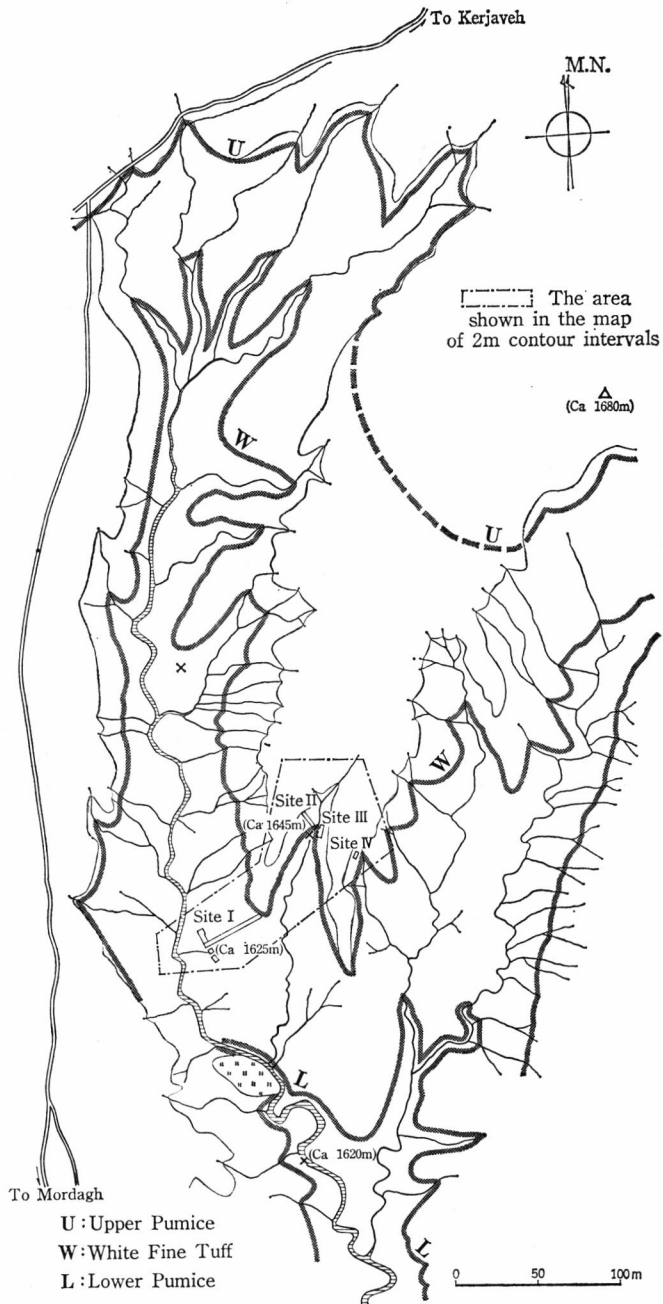 To Kerjaveh
M.N.
U
The area
shown in the map
of 2m contour intervals
(Ca 1680m)
W
U
W
Site II
(Ca 1645m)
Site III
Site IV
Site I
(Ca 1625m)
L
(Ca 1620m)
To Mordagh
U : Upper Pumice
W : White Fine Tuff
L : Lower Pumice
L
0 50 100m